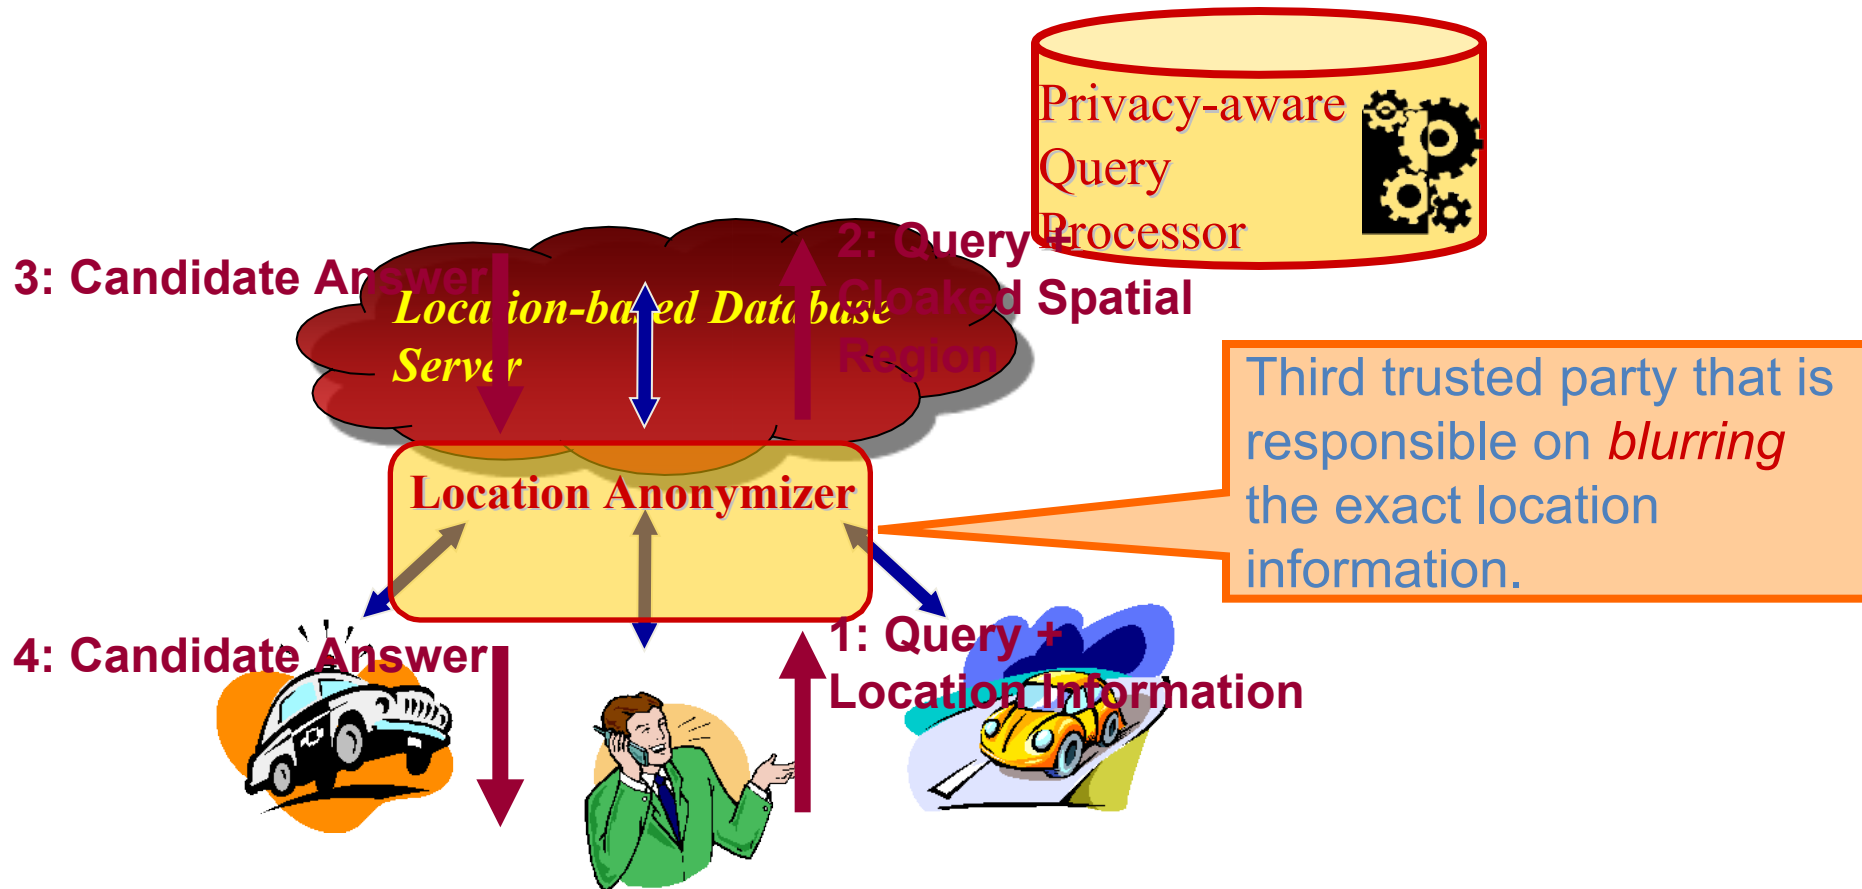 Privacy-aware
Query
Processor
2: Query +
Cloaked Spatial
Region
3: Candidate Answer
Location-based Database
Server
Third trusted party that is
responsible on blurring
the exact location
information.
Location Anonymizer
4: Candidate Answer
1: Query +
Location Information